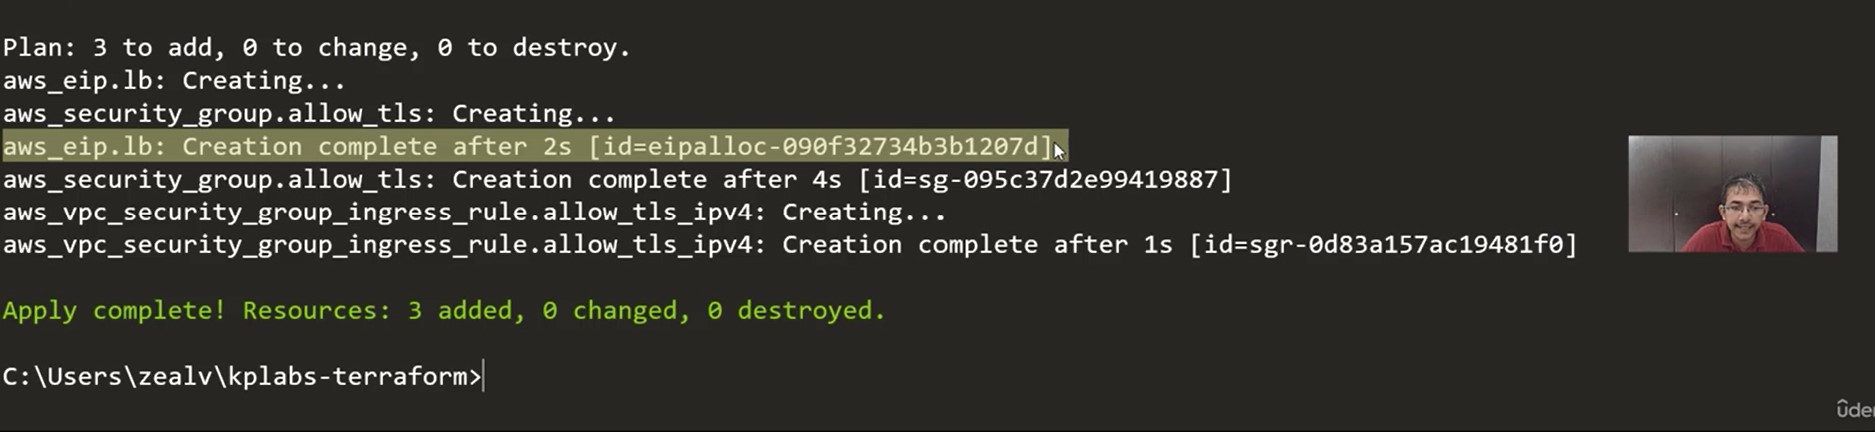 Plan: 3 to add, 0 to change, 0 to destroy.
aws_eip.lb: Creating...
aws_security_group.allow_tls: Creating...
aws_eip.lb: Creation complete after 2s [id=eipalloc-090f32734b3b1207d]
aws_security_group.allow_tls: Creation complete after 4s [id=sg-095c37d2e99419887]
aws_vpc_security_group_ingress_rule.allow_tls_ipv4: Creating...
aws_vpc_security_group_ingress_rule.allow_tls_ipv4: Creation complete after 1s [id=sgr-0d83a157ac19481f0]
Apply complete! Resources: 3 added, 0 changed, 0 destroyed.
C:\Users\zealv\kplabs-terraform>